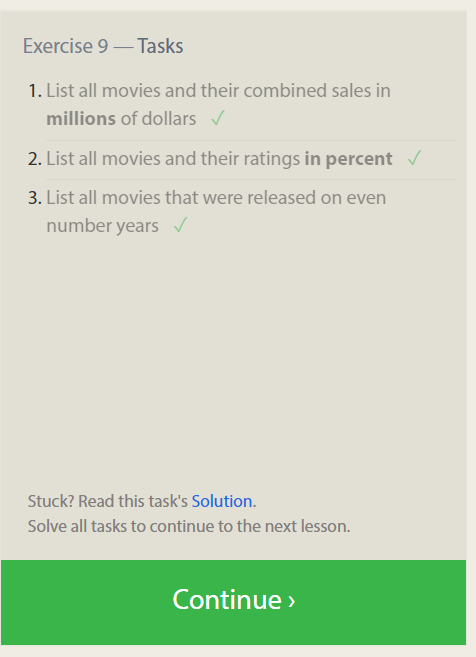 Exercise 9 — Tasks
1. List all movies and their combined sales in
millions of dollars ✓
2. List all movies and their ratings in percent ✓
3. List all movies that were released on even
number years ✓
Stuck? Read this task's Solution.
Solve all tasks to continue to the next lesson.
Continue ›